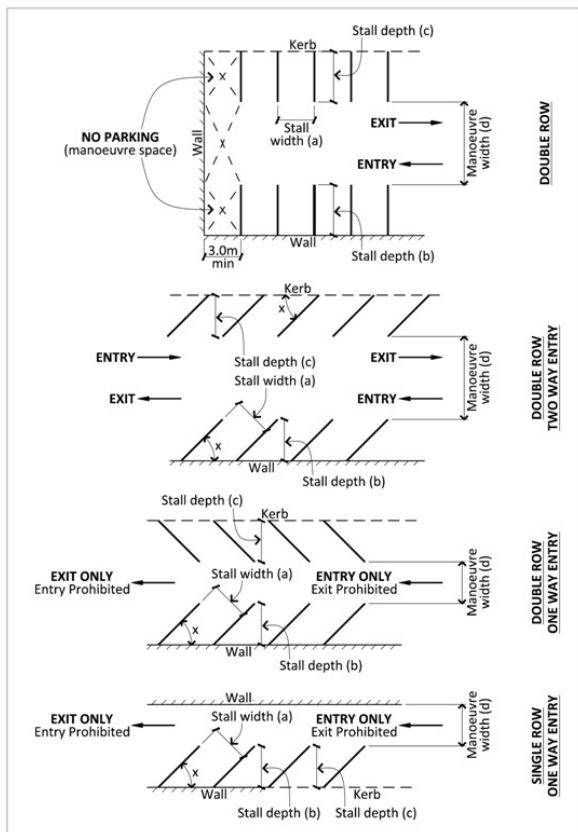 Stall depth (c)
Kerb
x
NO PARKING
(manoeuvre space)
Wall
x
Stall
width (a)
EXIT
ENTRY
Manoeuvre
width (d)
DOUBLE ROW
x
Wall
Stall depth (b)
3.0m
min
Kerb
x
ENTRY
Stall depth (c)
Stall width (a)
EXIT
EXIT
ENTRY
Manoeuvre
width (d)
DOUBLE ROW
TWO WAY ENTRY
x
Wall
Stall depth (b)
Stall depth (c)
Kerb
EXIT ONLY
Entry Prohibited
Stall width (a)
ENTRY ONLY
Exit Prohibited
Manoeuvre
width (d)
DOUBLE ROW
ONE WAY ENTRY
x
Wall
Stall depth (b)
Wall
EXIT ONLY
Entry Prohibited
Stall width (a)
ENTRY ONLY
Exit Prohibited
Manoeuvre
width (d)
SINGLE ROW
ONE WAY ENTRY
x
Wall
Kerb
Stall depth (b)
Stall depth (c)